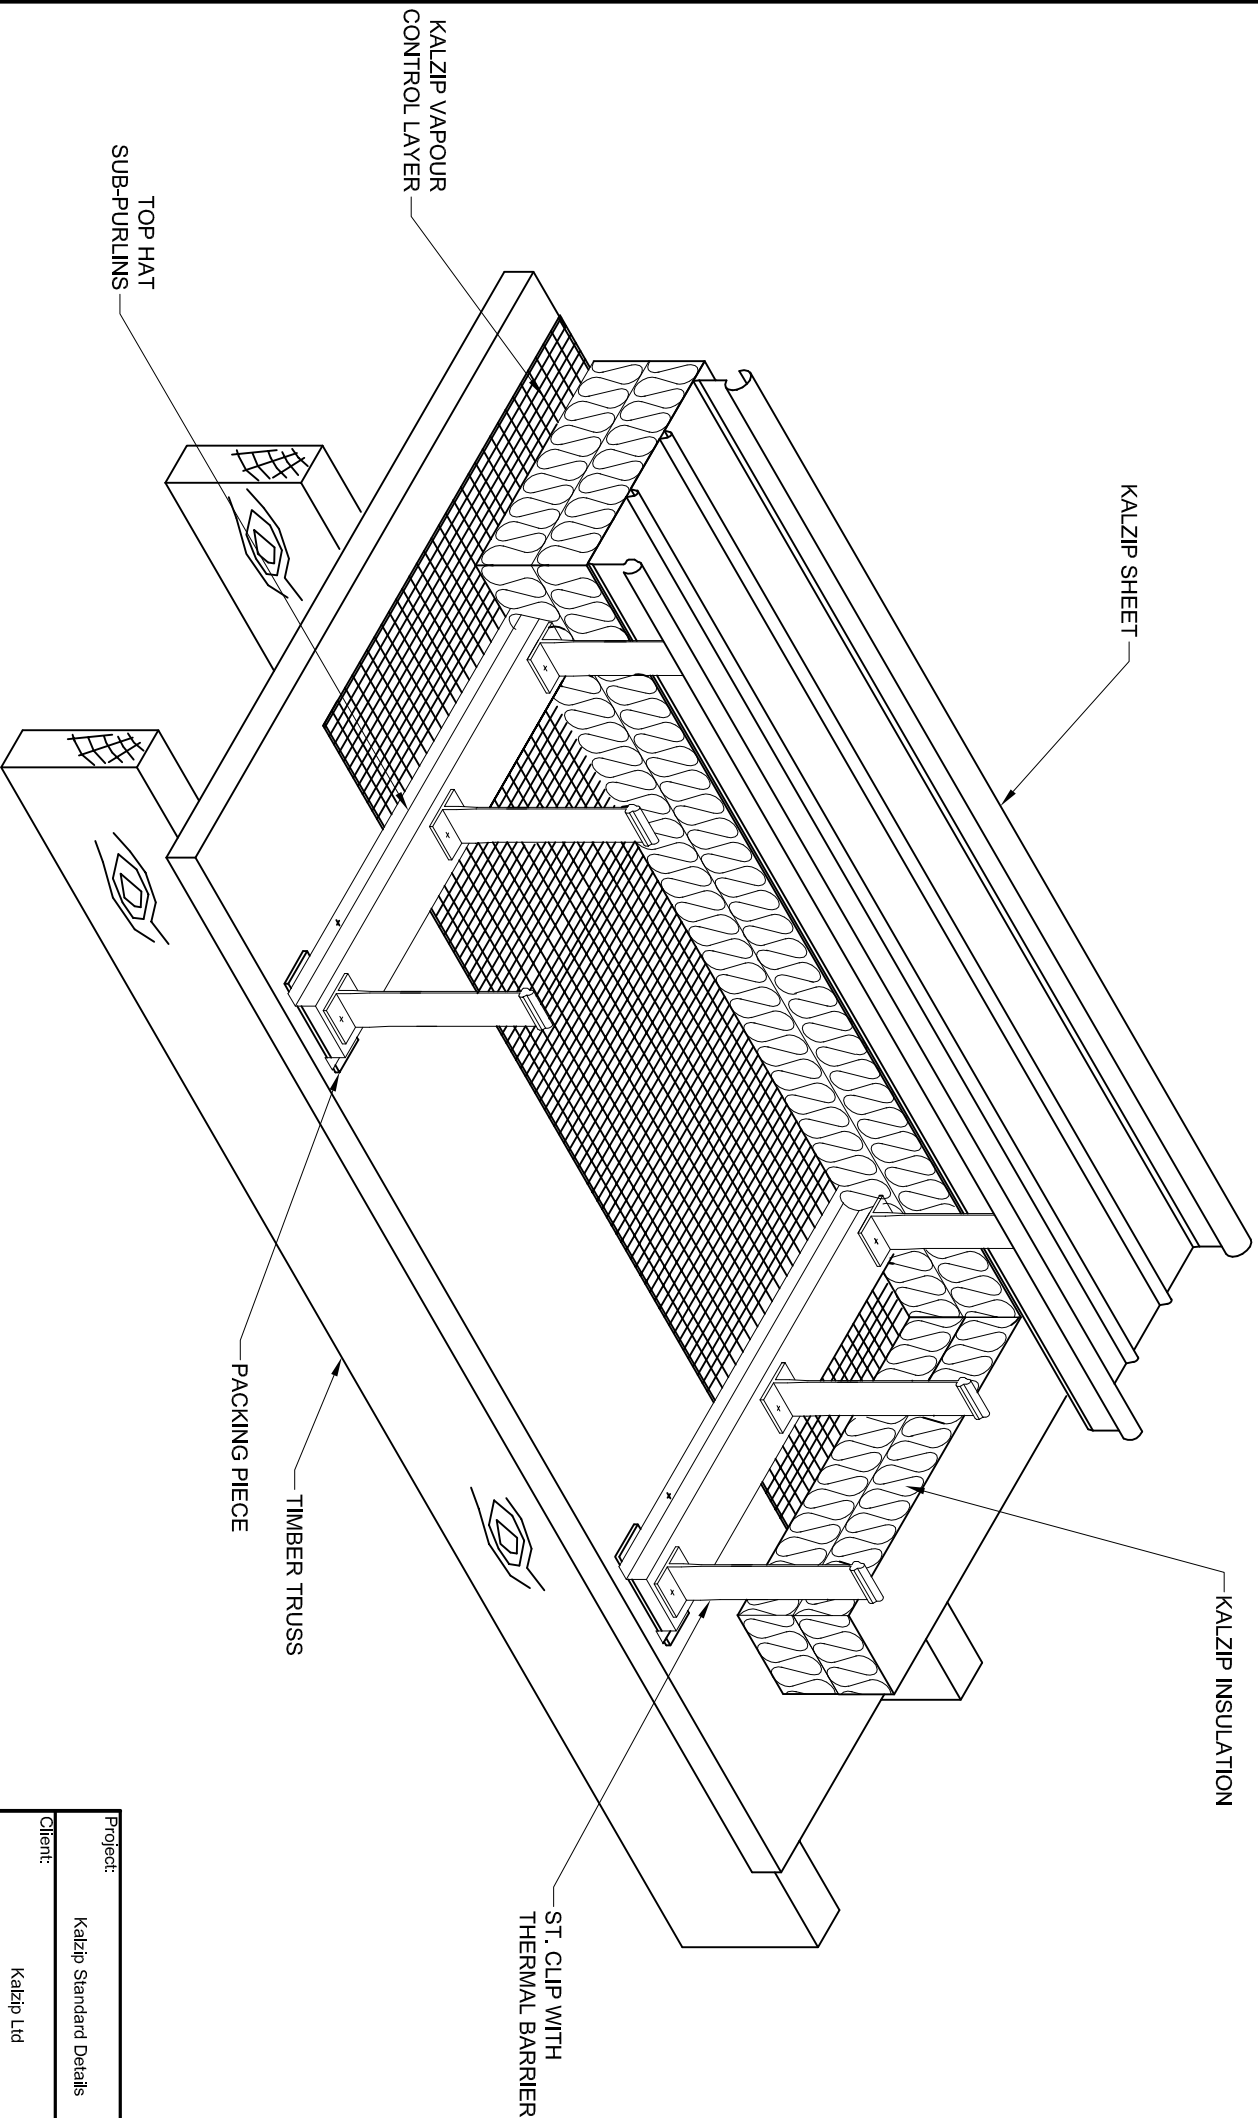 KALZIP SHEET
KALZIP INSULATION
KALZIP VAPOUR
CONTROL LAYER
ST. CLIP WITH
THERMAL BARRIER
TOP HAT
SUB-PURLINS
TIMBER TRUSS
PACKING PIECE
Project:
Kalzip Standard Details
Client:
Kalzip Ltd